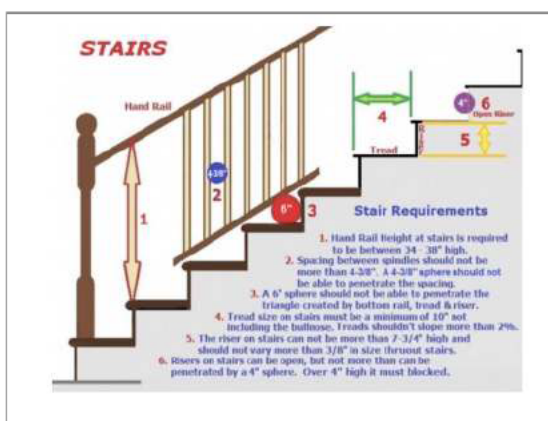 STAIRS
Hand Rail
4-38"
2
1
6"
3
4
Tread
RISE
5
4"
6
Open Riser
Stair Requirements
1. Hand Rail Height at stairs is required
to be between 34 - 38" high.
2. Spacing between spindles should not be
more than 4-3/8". A 4-3/8" sphere should not
be able to penetrate the spacing.
3. A 6" sphere should not be able to penetrate the
triangle created by bottom rail, tread & riser.
4. Tread size on stairs must be a minimum of 10" not
including the bullnose. Treads shouldn't slope more than 2%.
5. The riser on stairs can not be more than 7-3/4" high and
should not vary more than 3/8" in size thruout stairs.
6. Risers on stairs can be open, but not more than can be
penetrated by a 4" sphere. Over 4" high it must blocked.